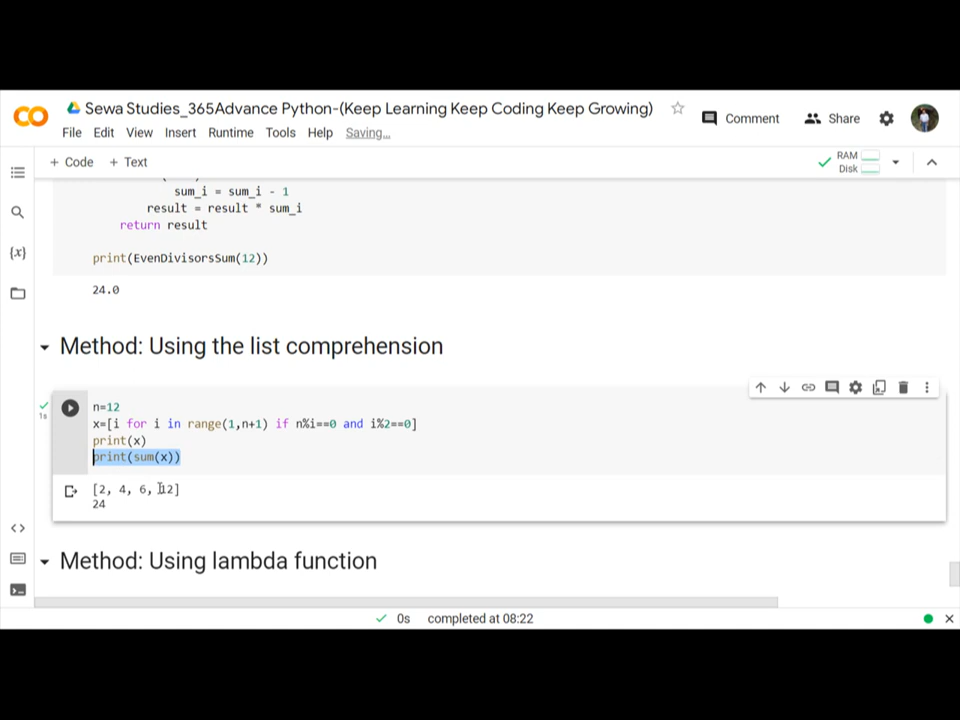 Sewa Studies_365Advance Python-(Keep Learning Keep Coding Keep Growing)
File Edit View Insert Runtime Tools Help Saving...
Comment
Share
+ Code + Text
RAM
Disk
sum_i = sum_i - 1
result = result * sum_i
return result
print(EvenDivisorsSum(12))
24.0
Method: Using the list comprehension
1s
n=12
x=[i for i in range(1,n+1) if n%i==0 and i%2==0]
print(x)
print(sum(x))
[2, 4, 6, 12]
24
Method: Using lambda function
0s completed at 08:22